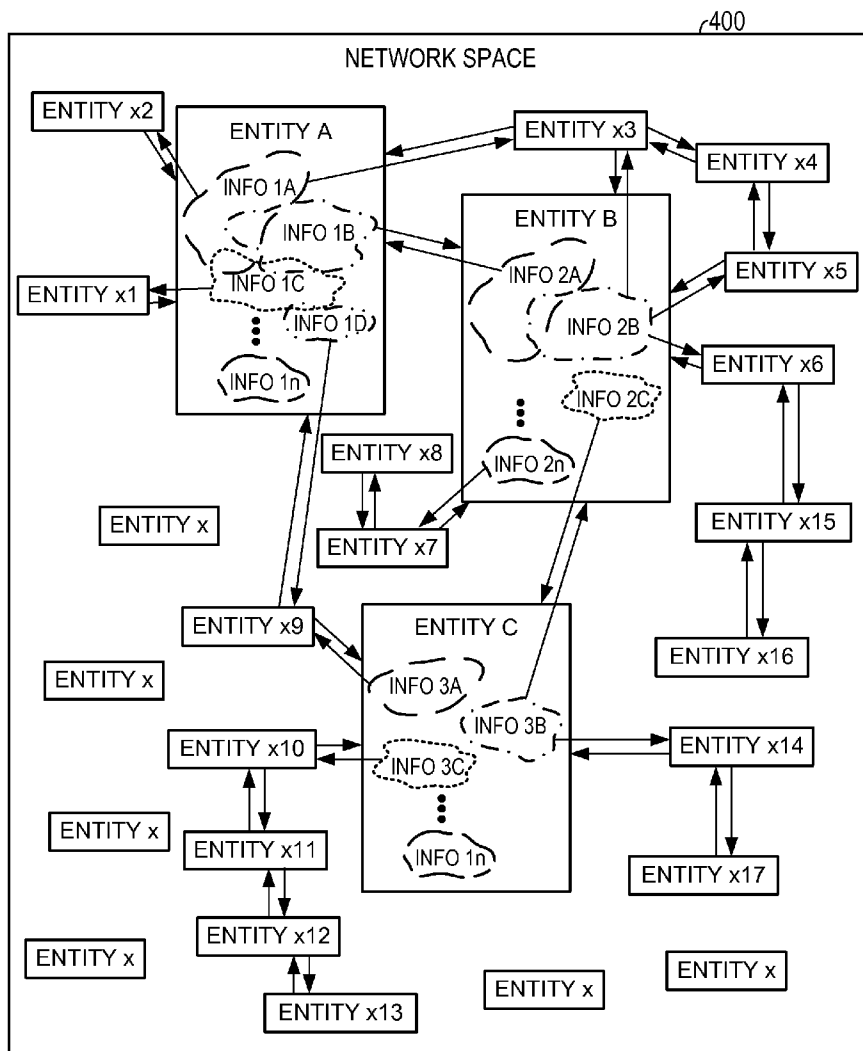 400
NETWORK SPACE
ENTITY x2
ENTITY A
ENTITY x3
ENTITY x4
INFO 1A
ENTITY B
INFO 1B
INFO 2A
ENTITY x5
ENTITY x1
INFO 1C
INFO 1D
INFO 2B
ENTITY x6
INFO 1n
INFO 2C
ENTITY x8
INFO 2n
ENTITY x
ENTITY x7
ENTITY x15
ENTITY x9
ENTITY C
ENTITY x16
ENTITY x
INFO 3A
INFO 3B
ENTITY x10
ENTITY x14
INFO 3C
ENTITY x
ENTITY x11
INFO 1n
ENTITY x17
ENTITY x12
ENTITY x
ENTITY x
ENTITY x
ENTITY x13